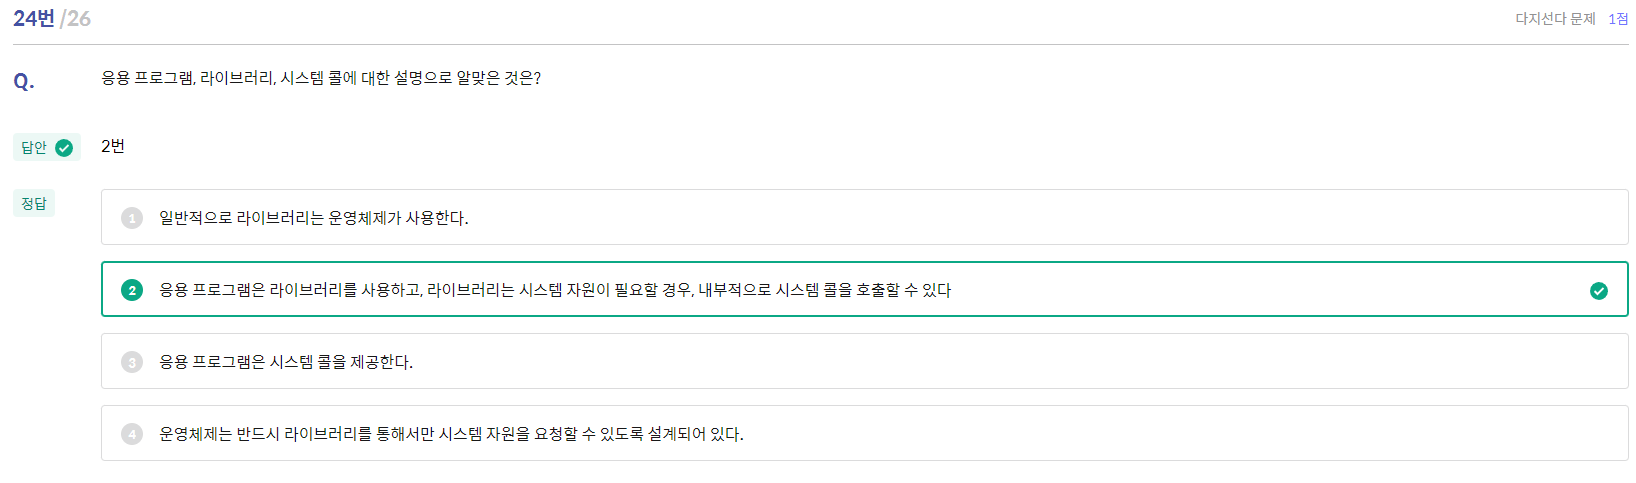 24번 /26
다지선다 문제 1점
Q. 응용 프로그램, 라이브러리, 시스템 콜에 대한 설명으로 알맞은 것은?
답안 2번
정답
1 일반적으로 라이브러리는 운영체제가 사용한다.
2 응용 프로그램은 라이브러리를 사용하고, 라이브러리는 시스템 자원이 필요할 경우, 내부적으로 시스템 콜을 호출할 수 있다
3 응용 프로그램은 시스템 콜을 제공한다.
4 운영체제는 반드시 라이브러리를 통해서만 시스템 자원을 요청할 수 있도록 설계되어 있다.